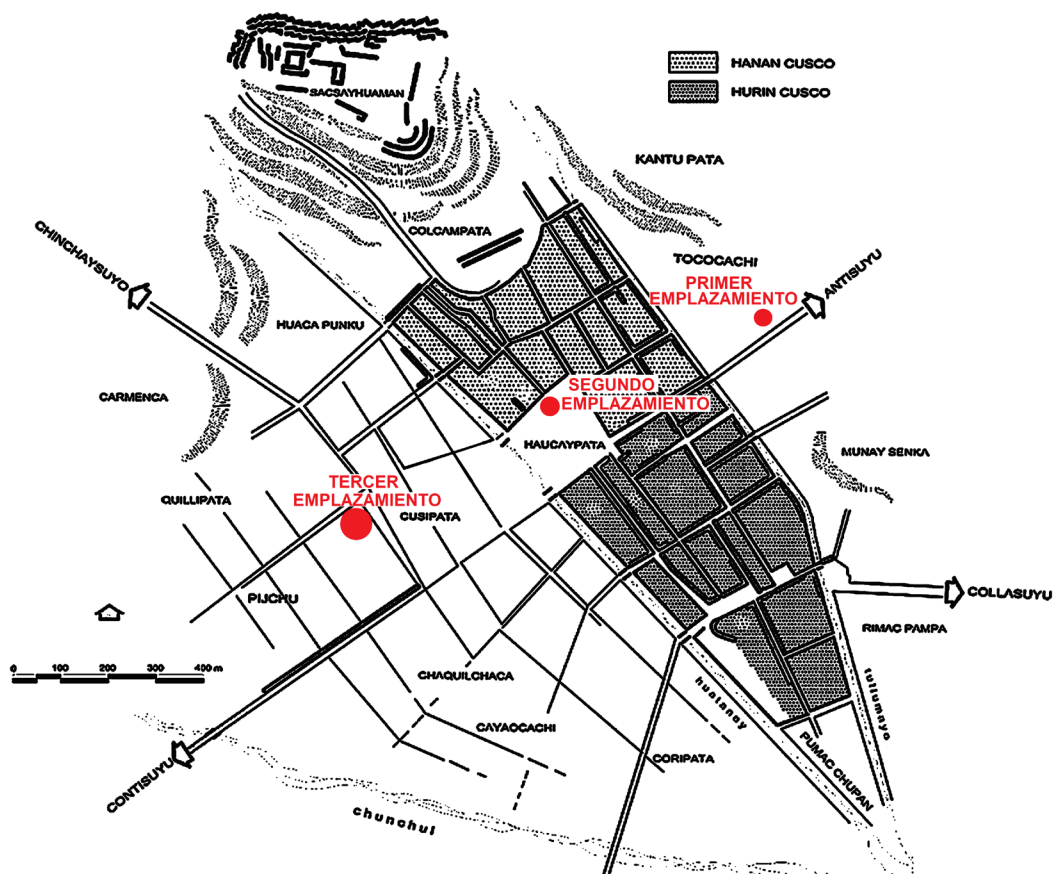 HANAN CUSCO
HURIN CUSCO
SACSAYHUAMAN
KANTU PATA
COLCAMPATA
CHINCHAYSUYO
TOCOCACHI
ANTISUYU
PRIMER
EMPLAZAMIENTO
HUACA PUNKU
CARMENCA
SEGUNDO
EMPLAZAMIENTO
HAUCAYPATA
MUNAY SENKA
TERCER
EMPLAZAMIENTO
QUILLIPATA
CUSIPATA
PIJCHU
COLLASUYU
RIMAC PAMPA
0 100 200 300 400 m
CHAQUILCHACA
huatanay
tullumayo
CAYAOCACHI
CORIPATA
PUMAC CHUPAN
CONTISUYU
chunchul